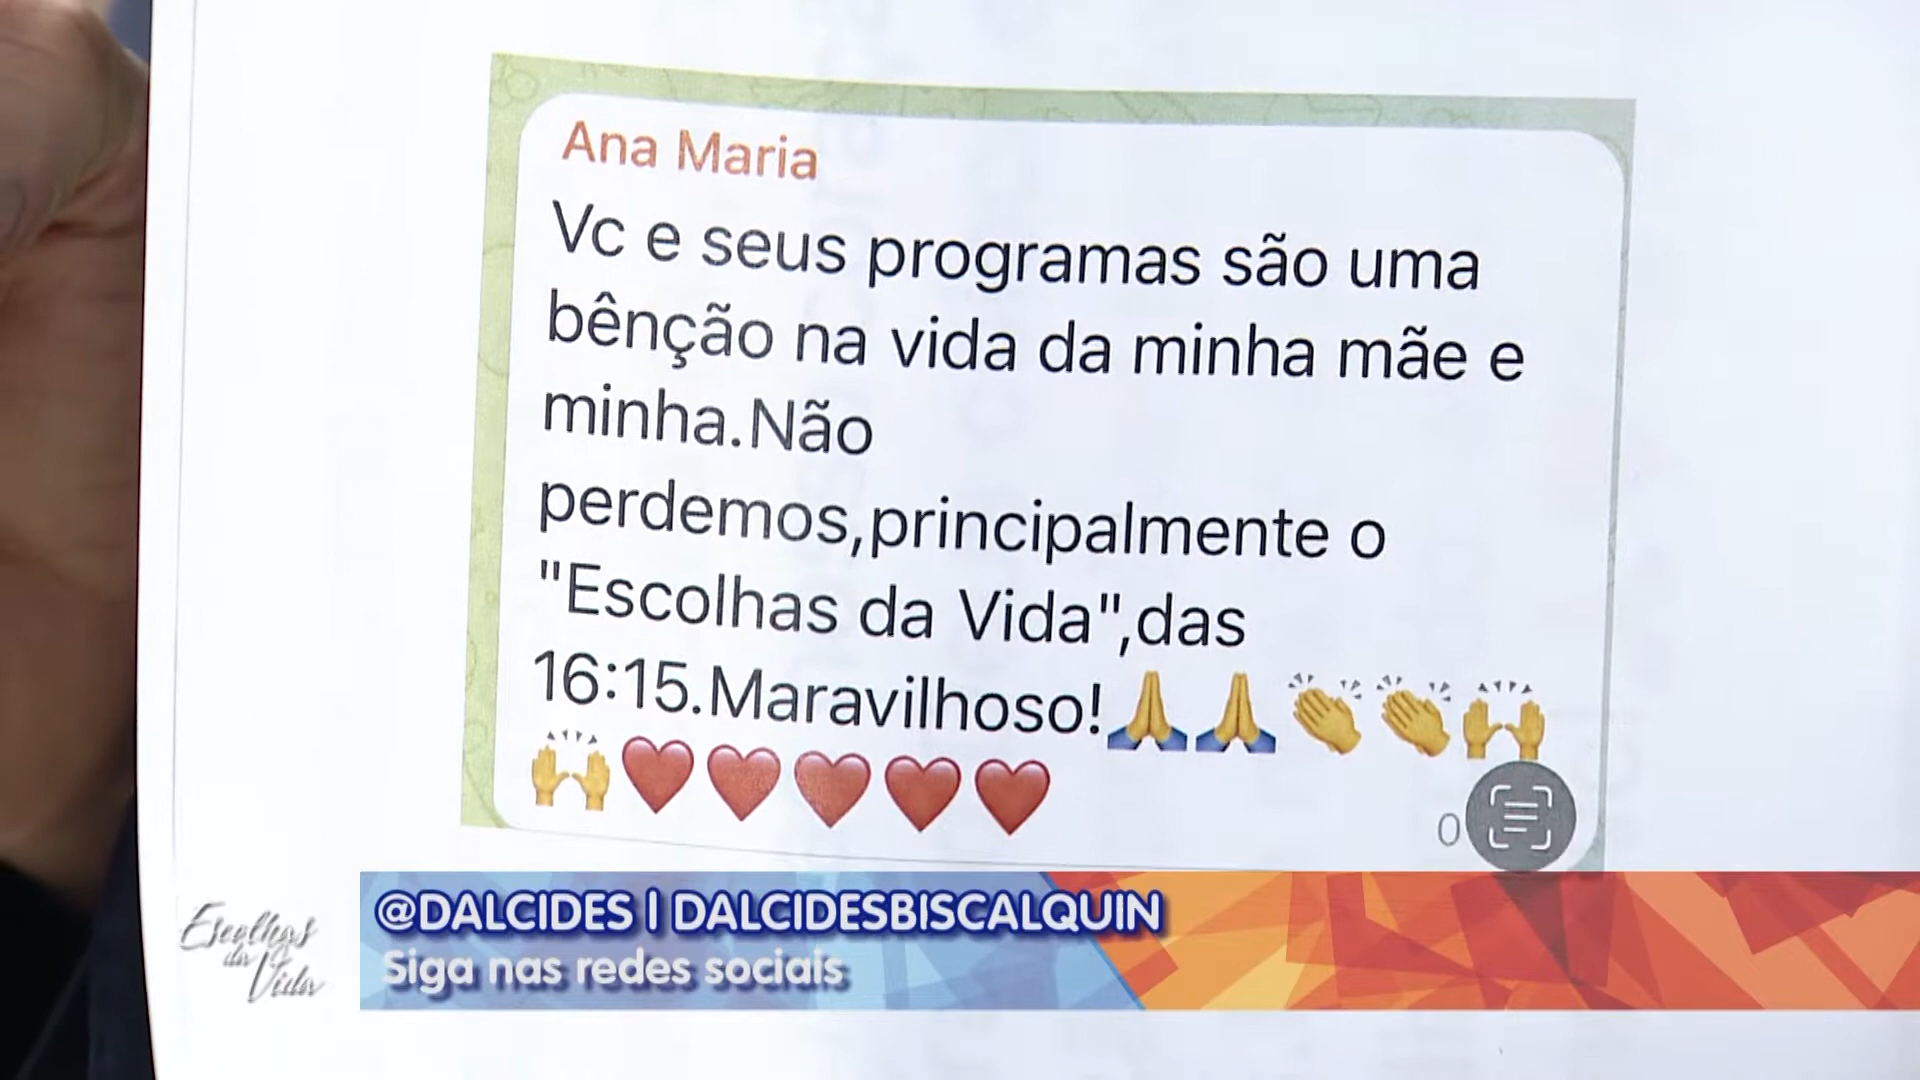 Ana Maria
Vc e seus programas são uma
bênção na vida da minha mãe e
minha.Não
perdemos,principalmente o
"Escolhas da Vida",das
16:15.Maravilhoso!🙏🙏👏👏🙌
🙌❤️❤️❤️❤️❤️
0
@DALCIDES | DALCIDESBISCALQUIN
Siga nas redes sociais
Escolhas
da
Vida